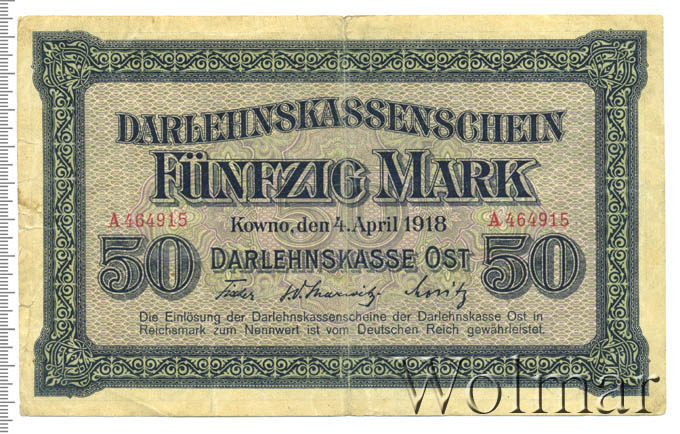 DARLEHNSKASSENSCHEIN
FÜNFZIG MARK
A 464915 A 464915
Kowno, den 4. April 1918
50 50
DARLEHNSKASSE OST
Die Einlösung der Darlehnskassenscheine der Darlehnskasse Ost in
Reichsmark zum Nennwert ist vom Deutschen Reich gewährleistet.
Wolmar